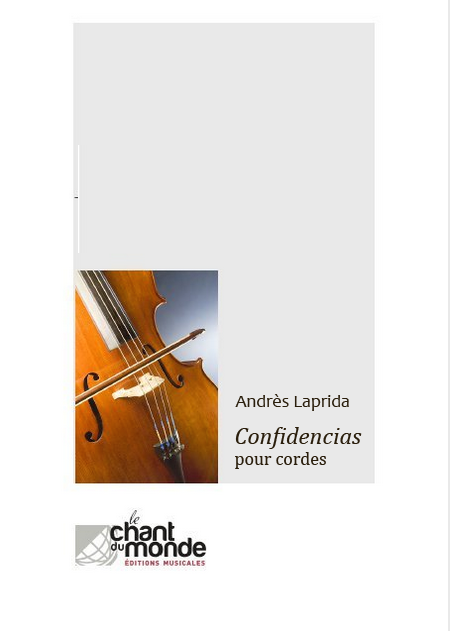 Andrès Laprida
Confidencias
pour cordes
le
chant
du monde
ÉDITIONS MUSICALES